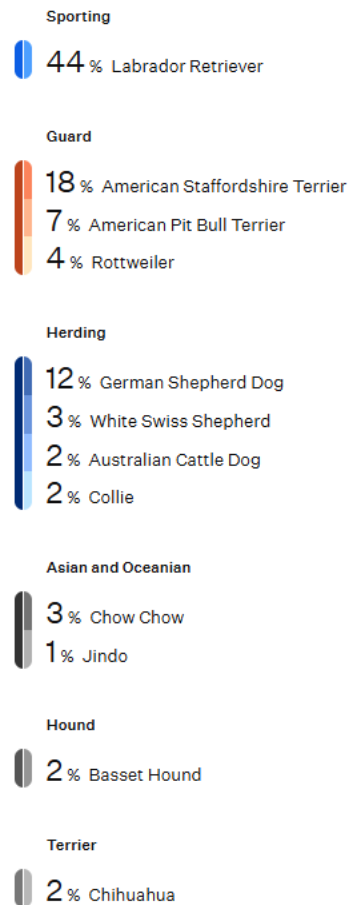 Sporting
44 % Labrador Retriever
Guard
18 % American Staffordshire Terrier
7 % American Pit Bull Terrier
4 % Rottweiler
Herding
12 % German Shepherd Dog
3 % White Swiss Shepherd
2 % Australian Cattle Dog
2 % Collie
Asian and Oceanian
3 % Chow Chow
1 % Jindo
Hound
2 % Basset Hound
Terrier
2 % Chihuahua